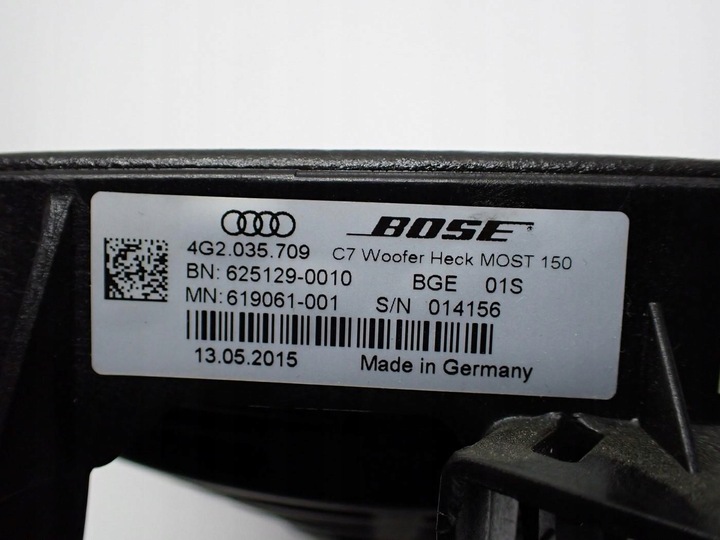 BOSE
4G2.035.709 C7 Woofer Heck MOST 150
BN: 625129-0010 BGE 01S
MN: 619061-001 S/N 014156
13.05.2015 Made in Germany